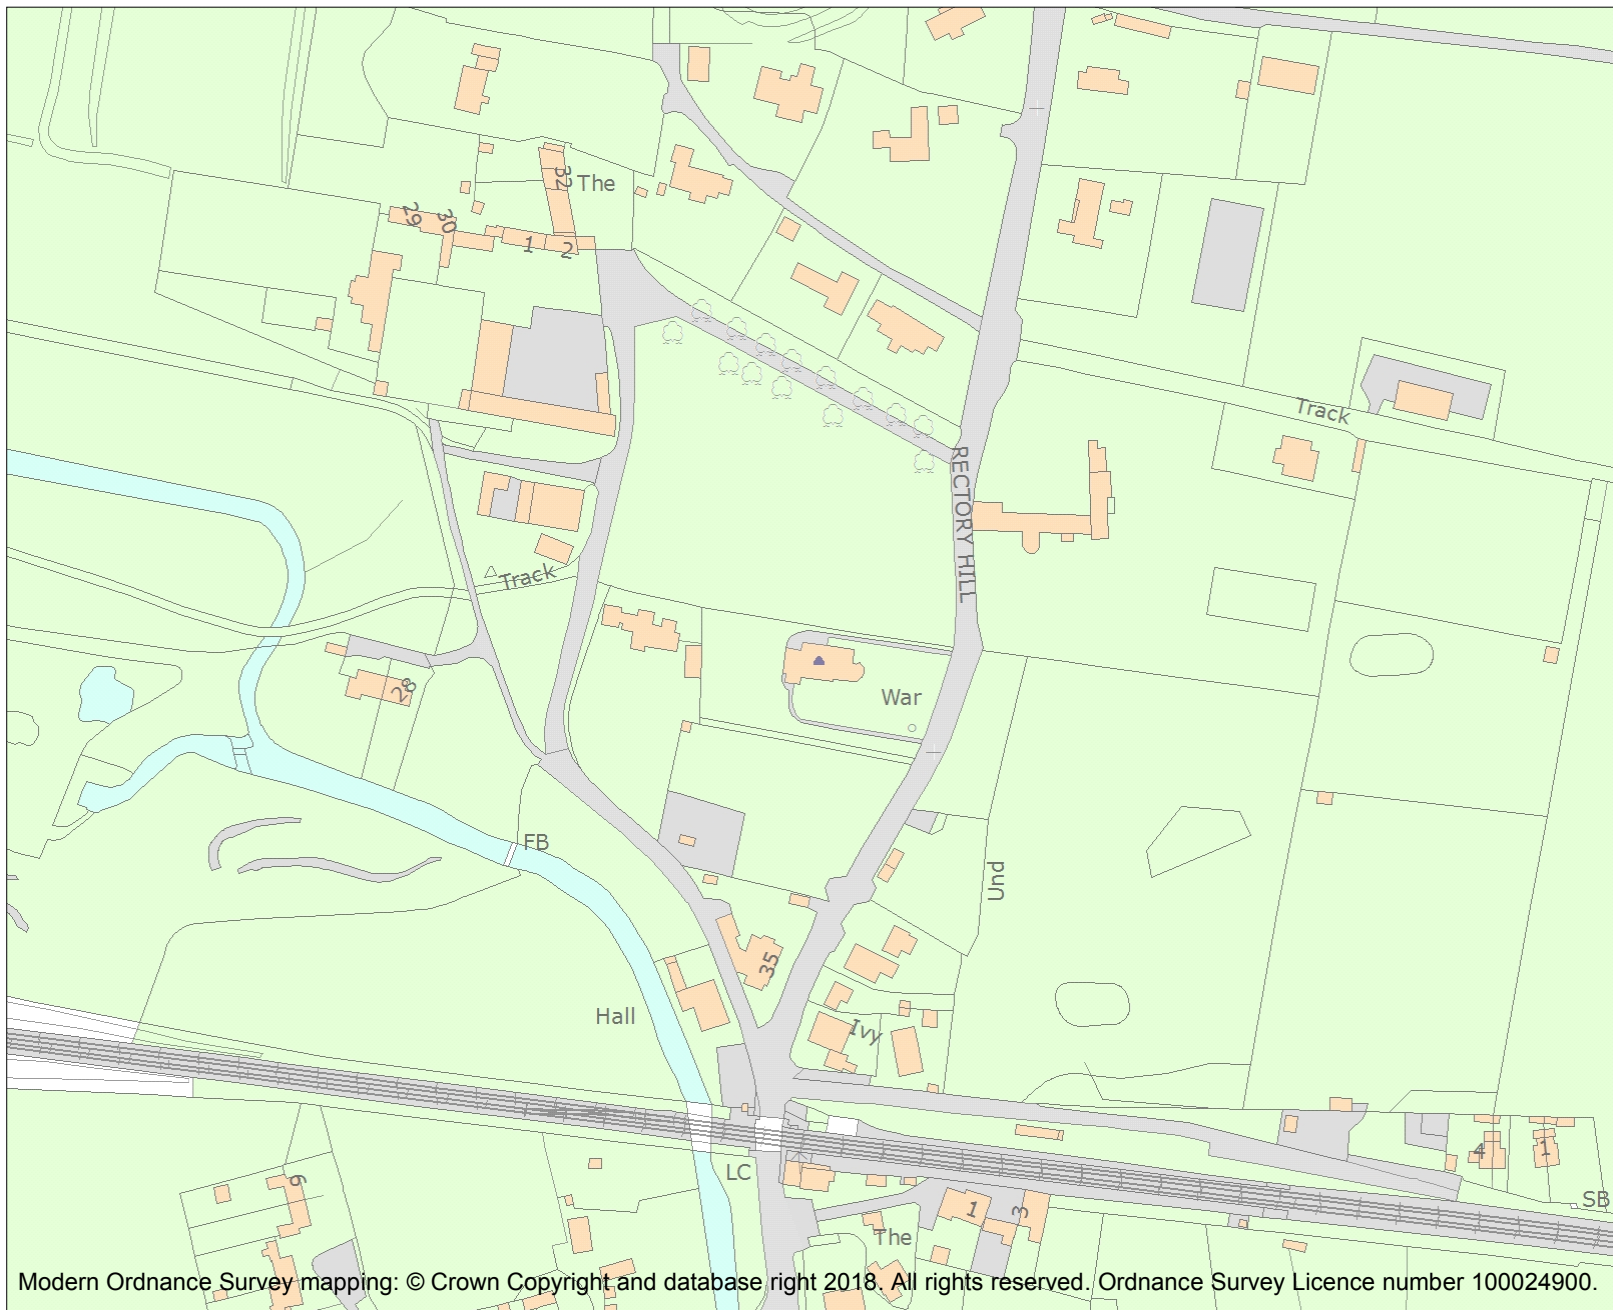 32
The
29
30
1
2
Track
RECTORY HILL
Track
28
War
FB
Und
35
Hall
Ivy
LC
4
1
SB
9
1
3
The
Modern Ordnance Survey mapping: © Crown Copyright and database right 2018. All rights reserved. Ordnance Survey Licence number 100024900.